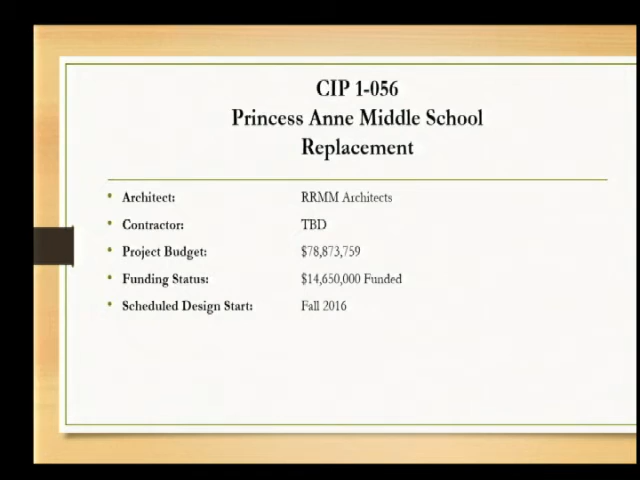 CIP 1-056
Princess Anne Middle School
Replacement
• Architect: RRMM Architects
• Contractor: TBD
• Project Budget: $78,873,759
• Funding Status: $14,650,000 Funded
• Scheduled Design Start: Fall 2016